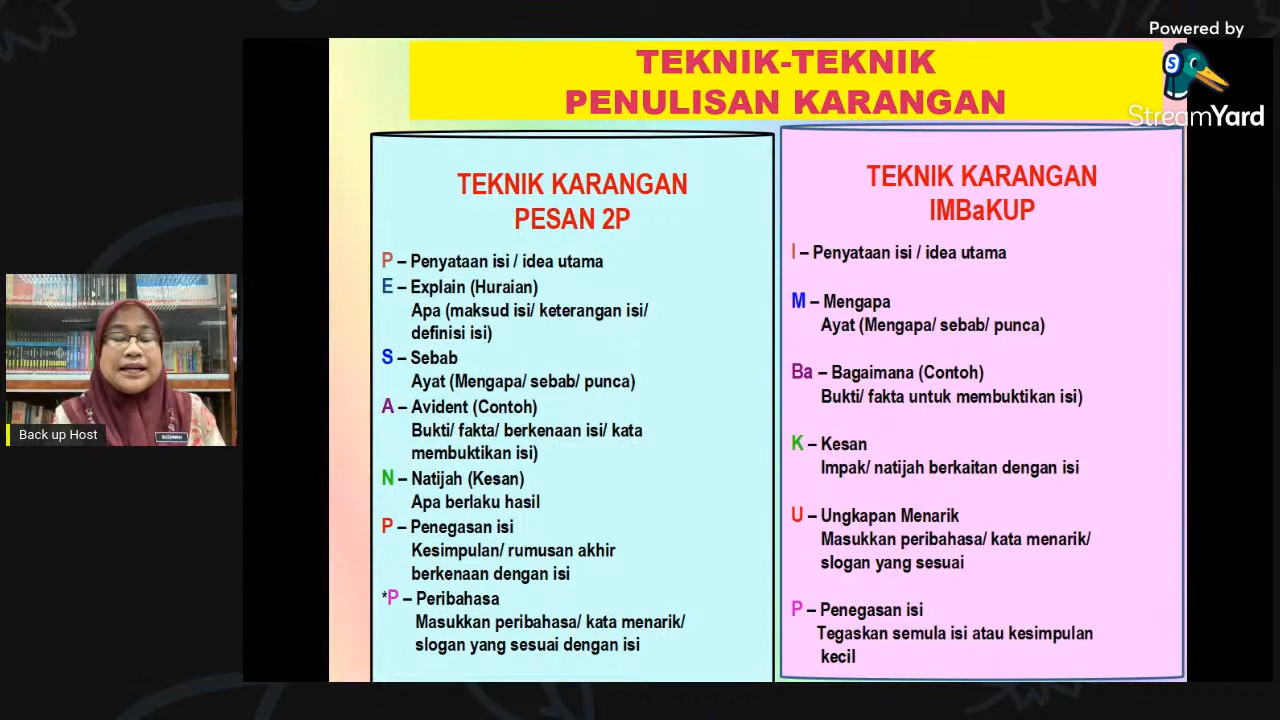 Powered by
StreamYard
TEKNIK-TEKNIK
PENULISAN KARANGAN
TEKNIK KARANGAN
PESAN 2P
P – Penyataan isi / idea utama
E – Explain (Huraian)
Apa (maksud isi/ keterangan isi/
definisi isi)
S – Sebab
Ayat (Mengapa/ sebab/ punca)
A – Avident (Contoh)
Bukti/ fakta/ berkenaan isi/ kata
membuktikan isi)
N – Natijah (Kesan)
Apa berlaku hasil
P – Penegasan isi
Kesimpulan/ rumusan akhir
berkenaan dengan isi
*P – Peribahasa
Masukkan peribahasa/ kata menarik/
slogan yang sesuai dengan isi
TEKNIK KARANGAN
IMBaKUP
I – Penyataan isi / idea utama
M – Mengapa
Ayat (Mengapa/ sebab/ punca)
Ba – Bagaimana (Contoh)
Bukti/ fakta untuk membuktikan isi)
K – Kesan
Impak/ natijah berkaitan dengan isi
U – Ungkapan Menarik
Masukkan peribahasa/ kata menarik/
slogan yang sesuai
P – Penegasan isi
Tegaskan semula isi atau kesimpulan
kecil
Back up Host